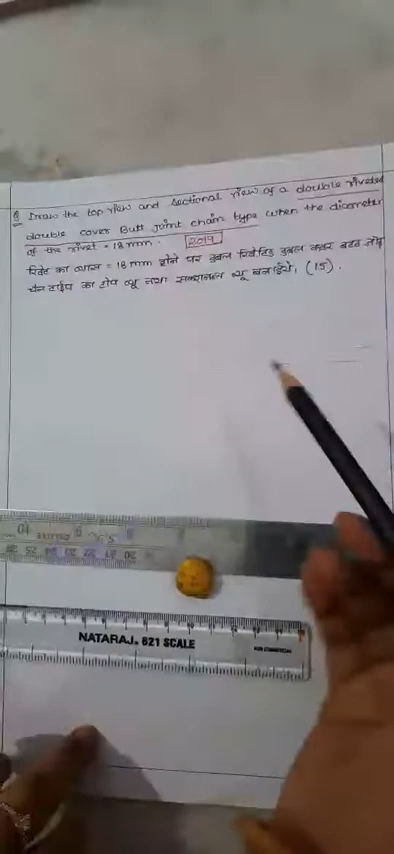 Q Draw the top view and sectional view of a double riveted
double cover Butt joint chain type when the diameter
of the rivet = 18 mm. 2019
रिवेट का व्यास = 18 mm होने पर डबल रिवेटिड डबल कवर बटट जोड़
चैन टाईप का टोप व्यू तथा सेक्शनल व्यू बनाईये, (15).
NATARAJ 621 SCALE